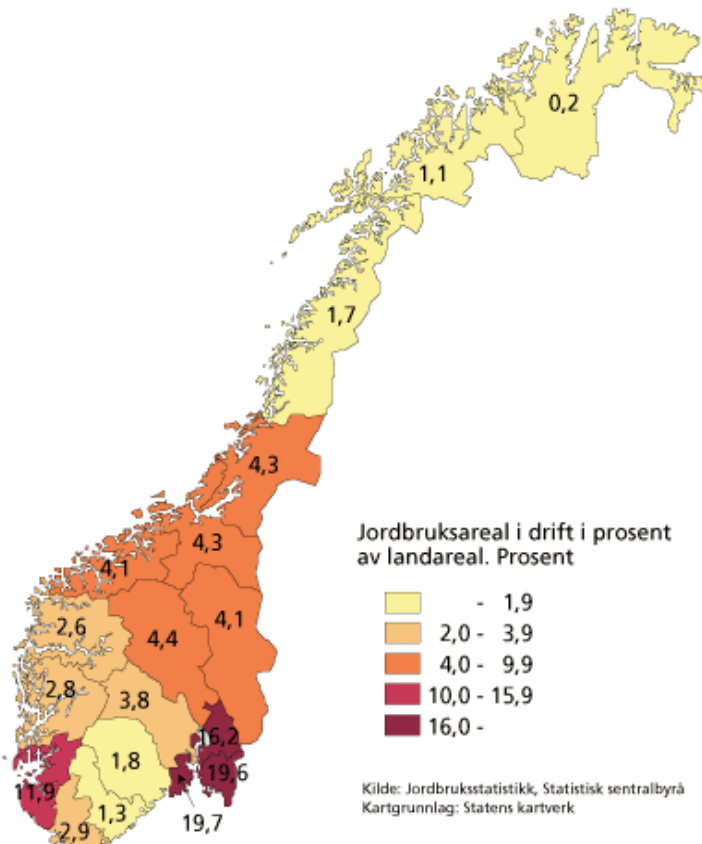 0,2
1,1
1,7
4,3
4,3
4,1
4,1
4,4
2,6
2,8
3,8
16,2
1,8
19,6
11,9
1,3
19,7
2,9
Jordbruksareal i drift i prosent
av landareal. Prosent
- 1,9
2,0 - 3,9
4,0 - 9,9
10,0 - 15,9
16,0 -
Kilde: Jordbruksstatistikk, Statistisk sentralbyrå
Kartgrunnlag: Statens kartverk